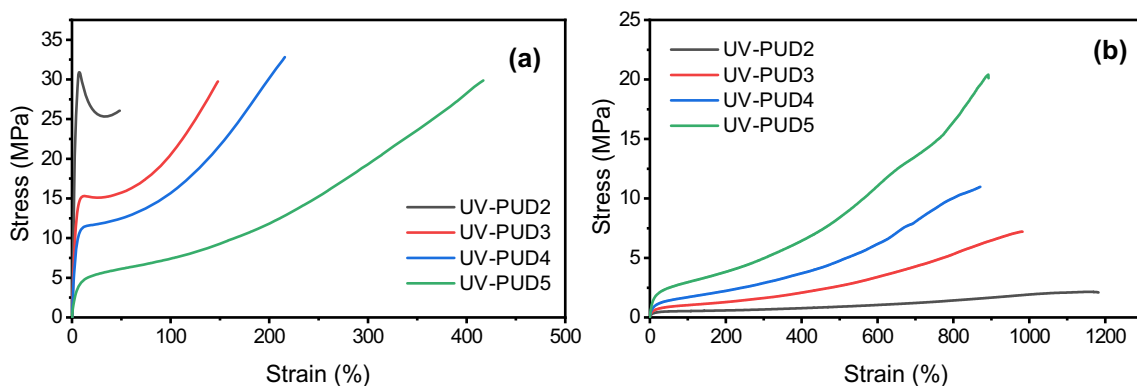 (a)
35
30
25
20
15
10
5
0
Stress (MPa)
UV-PUD2
UV-PUD3
UV-PUD4
UV-PUD5
0 100 200 300 400 500
Strain (%)
(b)
25
20
15
10
5
0
Stress (MPa)
UV-PUD2
UV-PUD3
UV-PUD4
UV-PUD5
0 200 400 600 800 1000 1200
Strain (%)